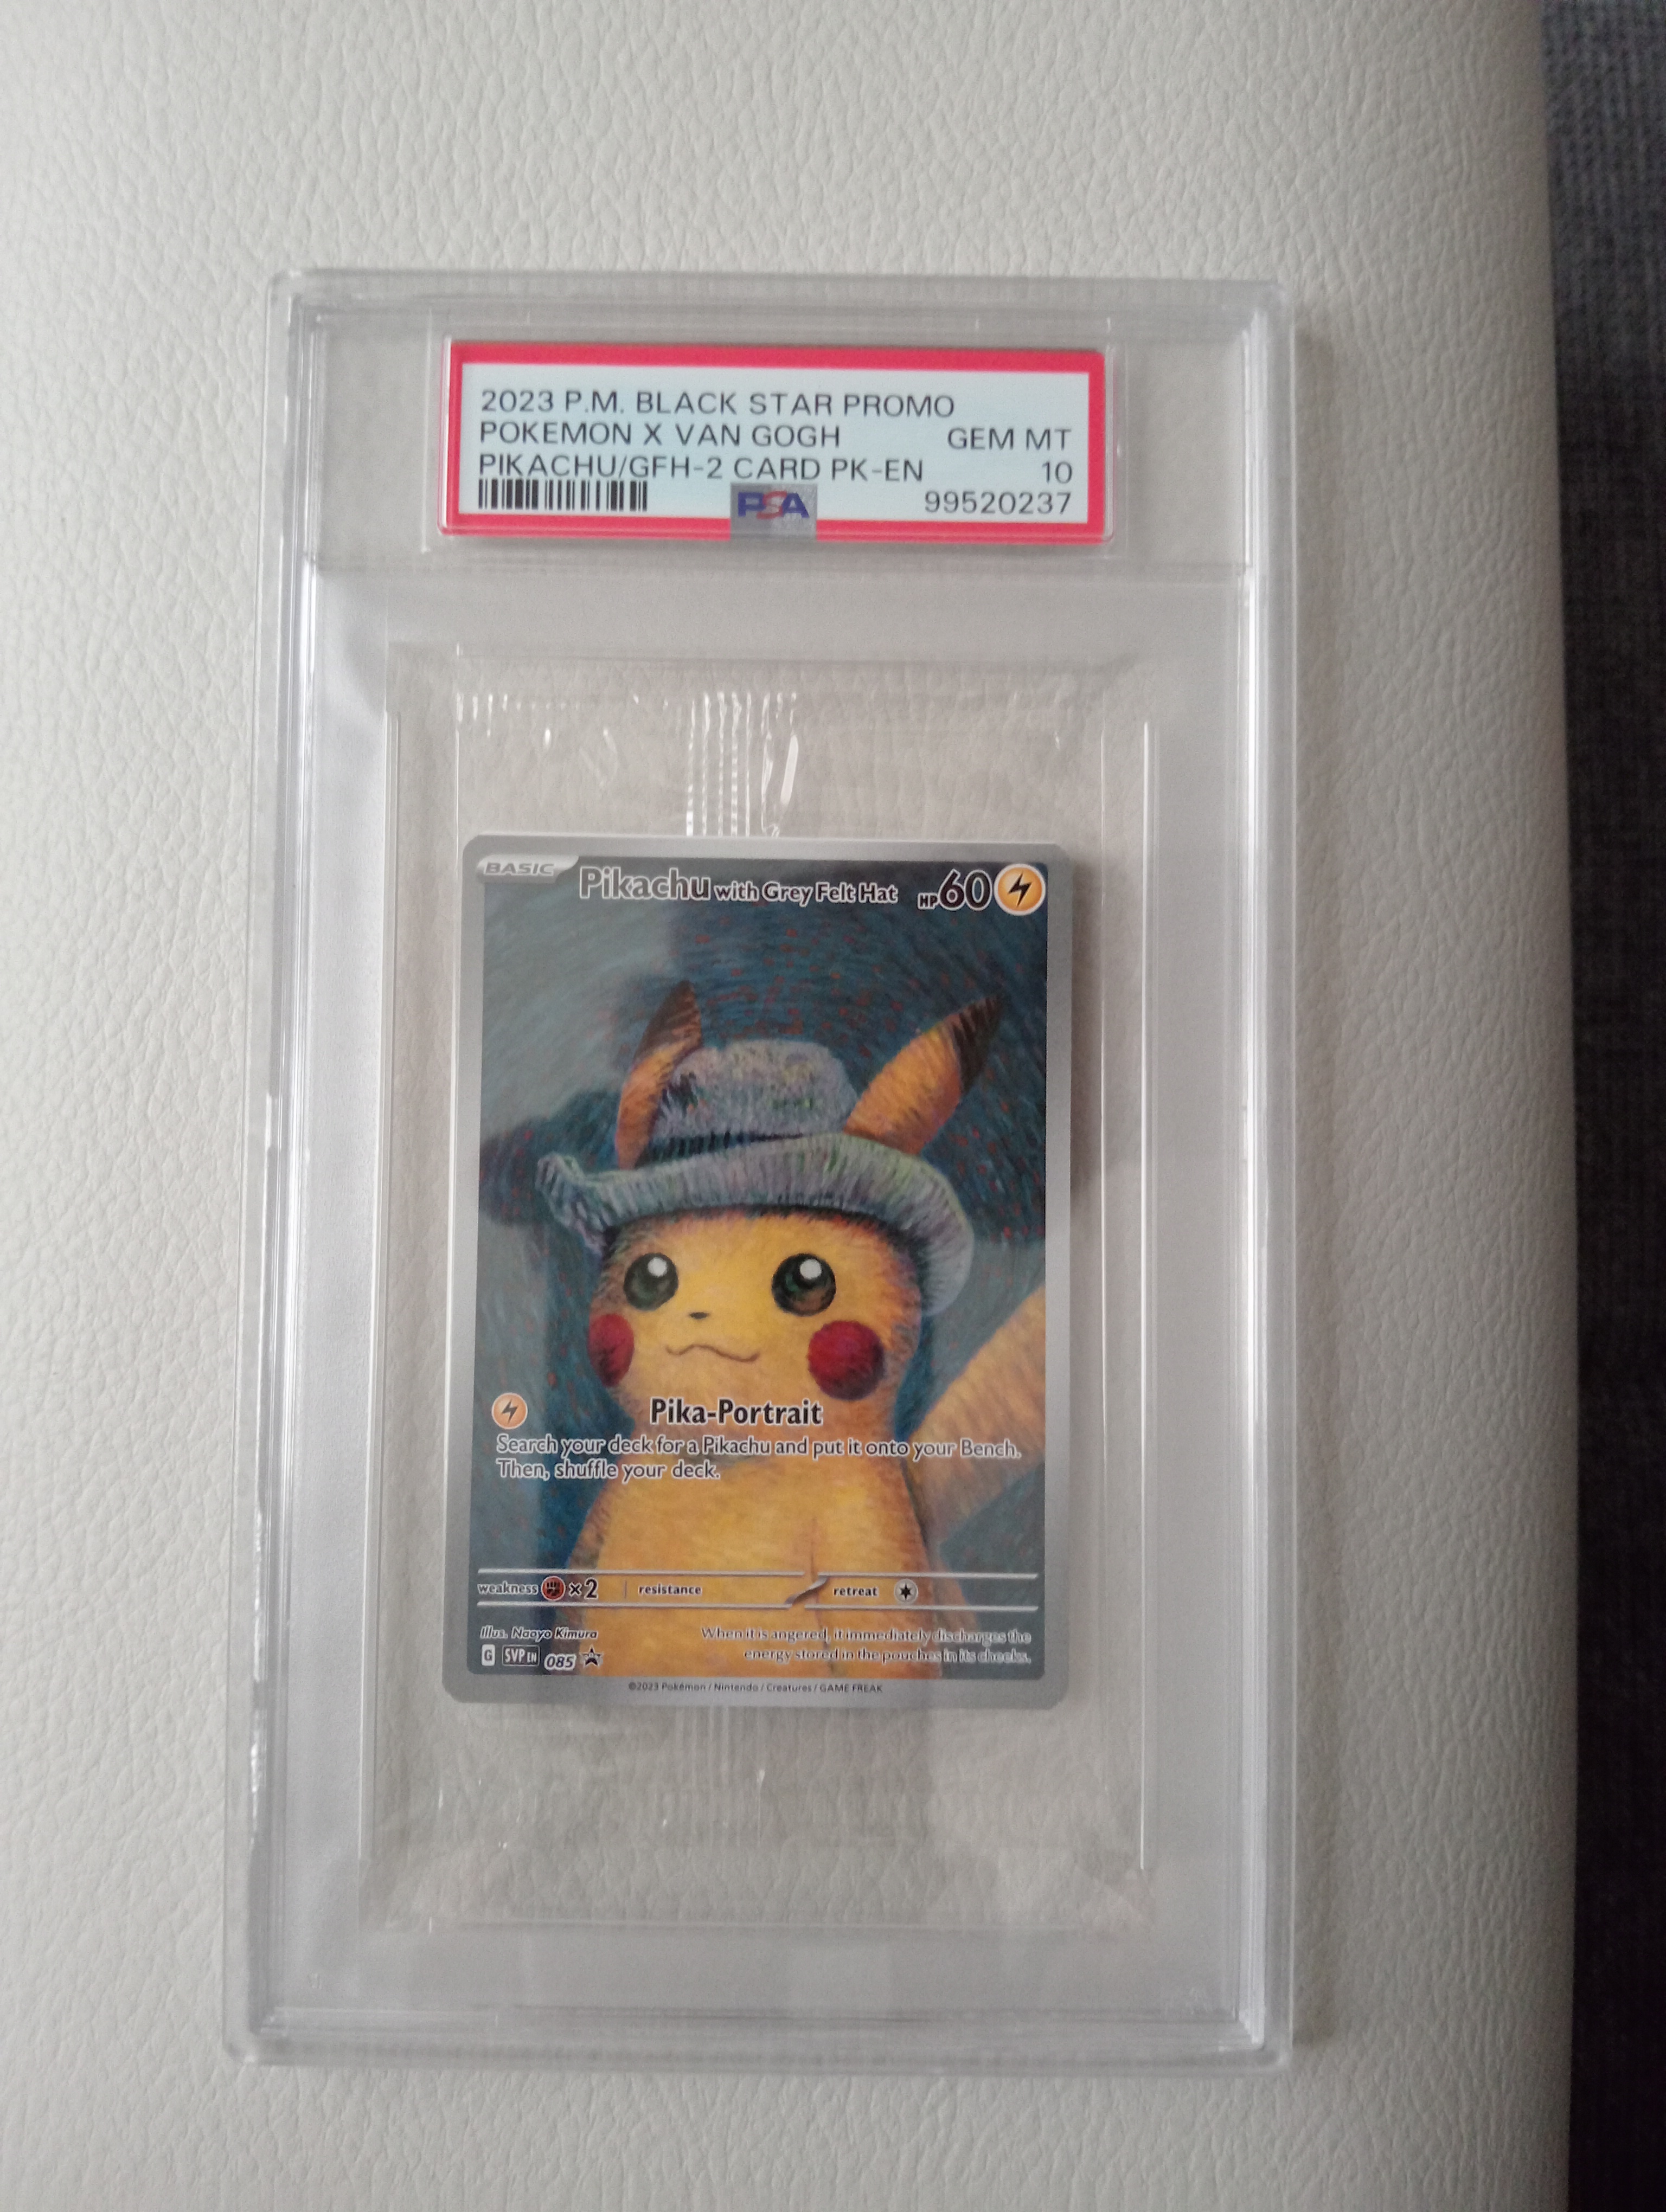 2023 P.M. BLACK STAR PROMO
POKEMON X VAN GOGH GEM MT
PIKACHU/GFH-2 CARD PK-EN 10
PSA 99520237
BASIC Pikachu with Grey Felt Hat HP60
Pika-Portrait
Search your deck for a Pikachu and put it onto your Bench.
Then, shuffle your deck.
weakness ×2 resistance retreat
Illus. Naoyo Kimura
When it is angered, it immediately discharges the
energy stored in the pouches in its cheeks.
G SVP EN 085
©2023 Pokémon / Nintendo / Creatures / GAME FREAK